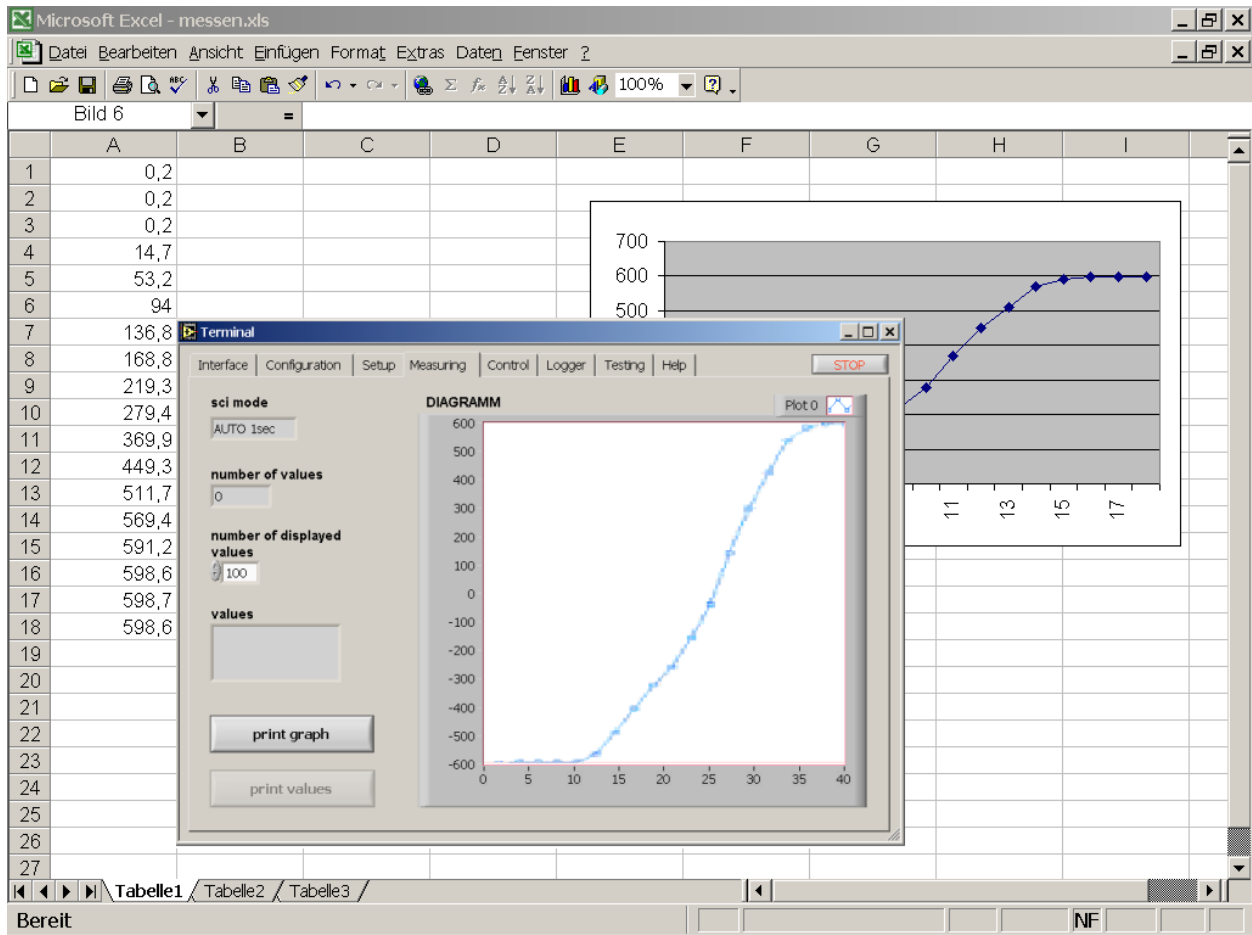 Microsoft Excel - messen.xls
Datei Bearbeiten Ansicht Einfügen Format Extras Daten Fenster ?
100%
Bild 6 =
A B C D E F G H I
1 0,2
2 0,2
3 0,2
4 14,7
5 53,2
6 94
7 136,8
8 168,8
9 219,3
10 279,4
11 369,9
12 449,3
13 511,7
14 569,4
15 591,2
16 598,6
17 598,7
18 598,6
19
20
21
22
23
24
25
26
27
700
600
500
11 13 15 17
Terminal
Interface Configuration Setup Measuring Control Logger Testing Help STOP
sci mode
AUTO 1sec
number of values
0
number of displayed
values
100
values
print graph
print values
DIAGRAMM
Plot 0
600
500
400
300
200
100
0
-100
-200
-300
-400
-500
-600
0 5 10 15 20 25 30 35 40
Tabelle1 Tabelle2 Tabelle3
Bereit NF